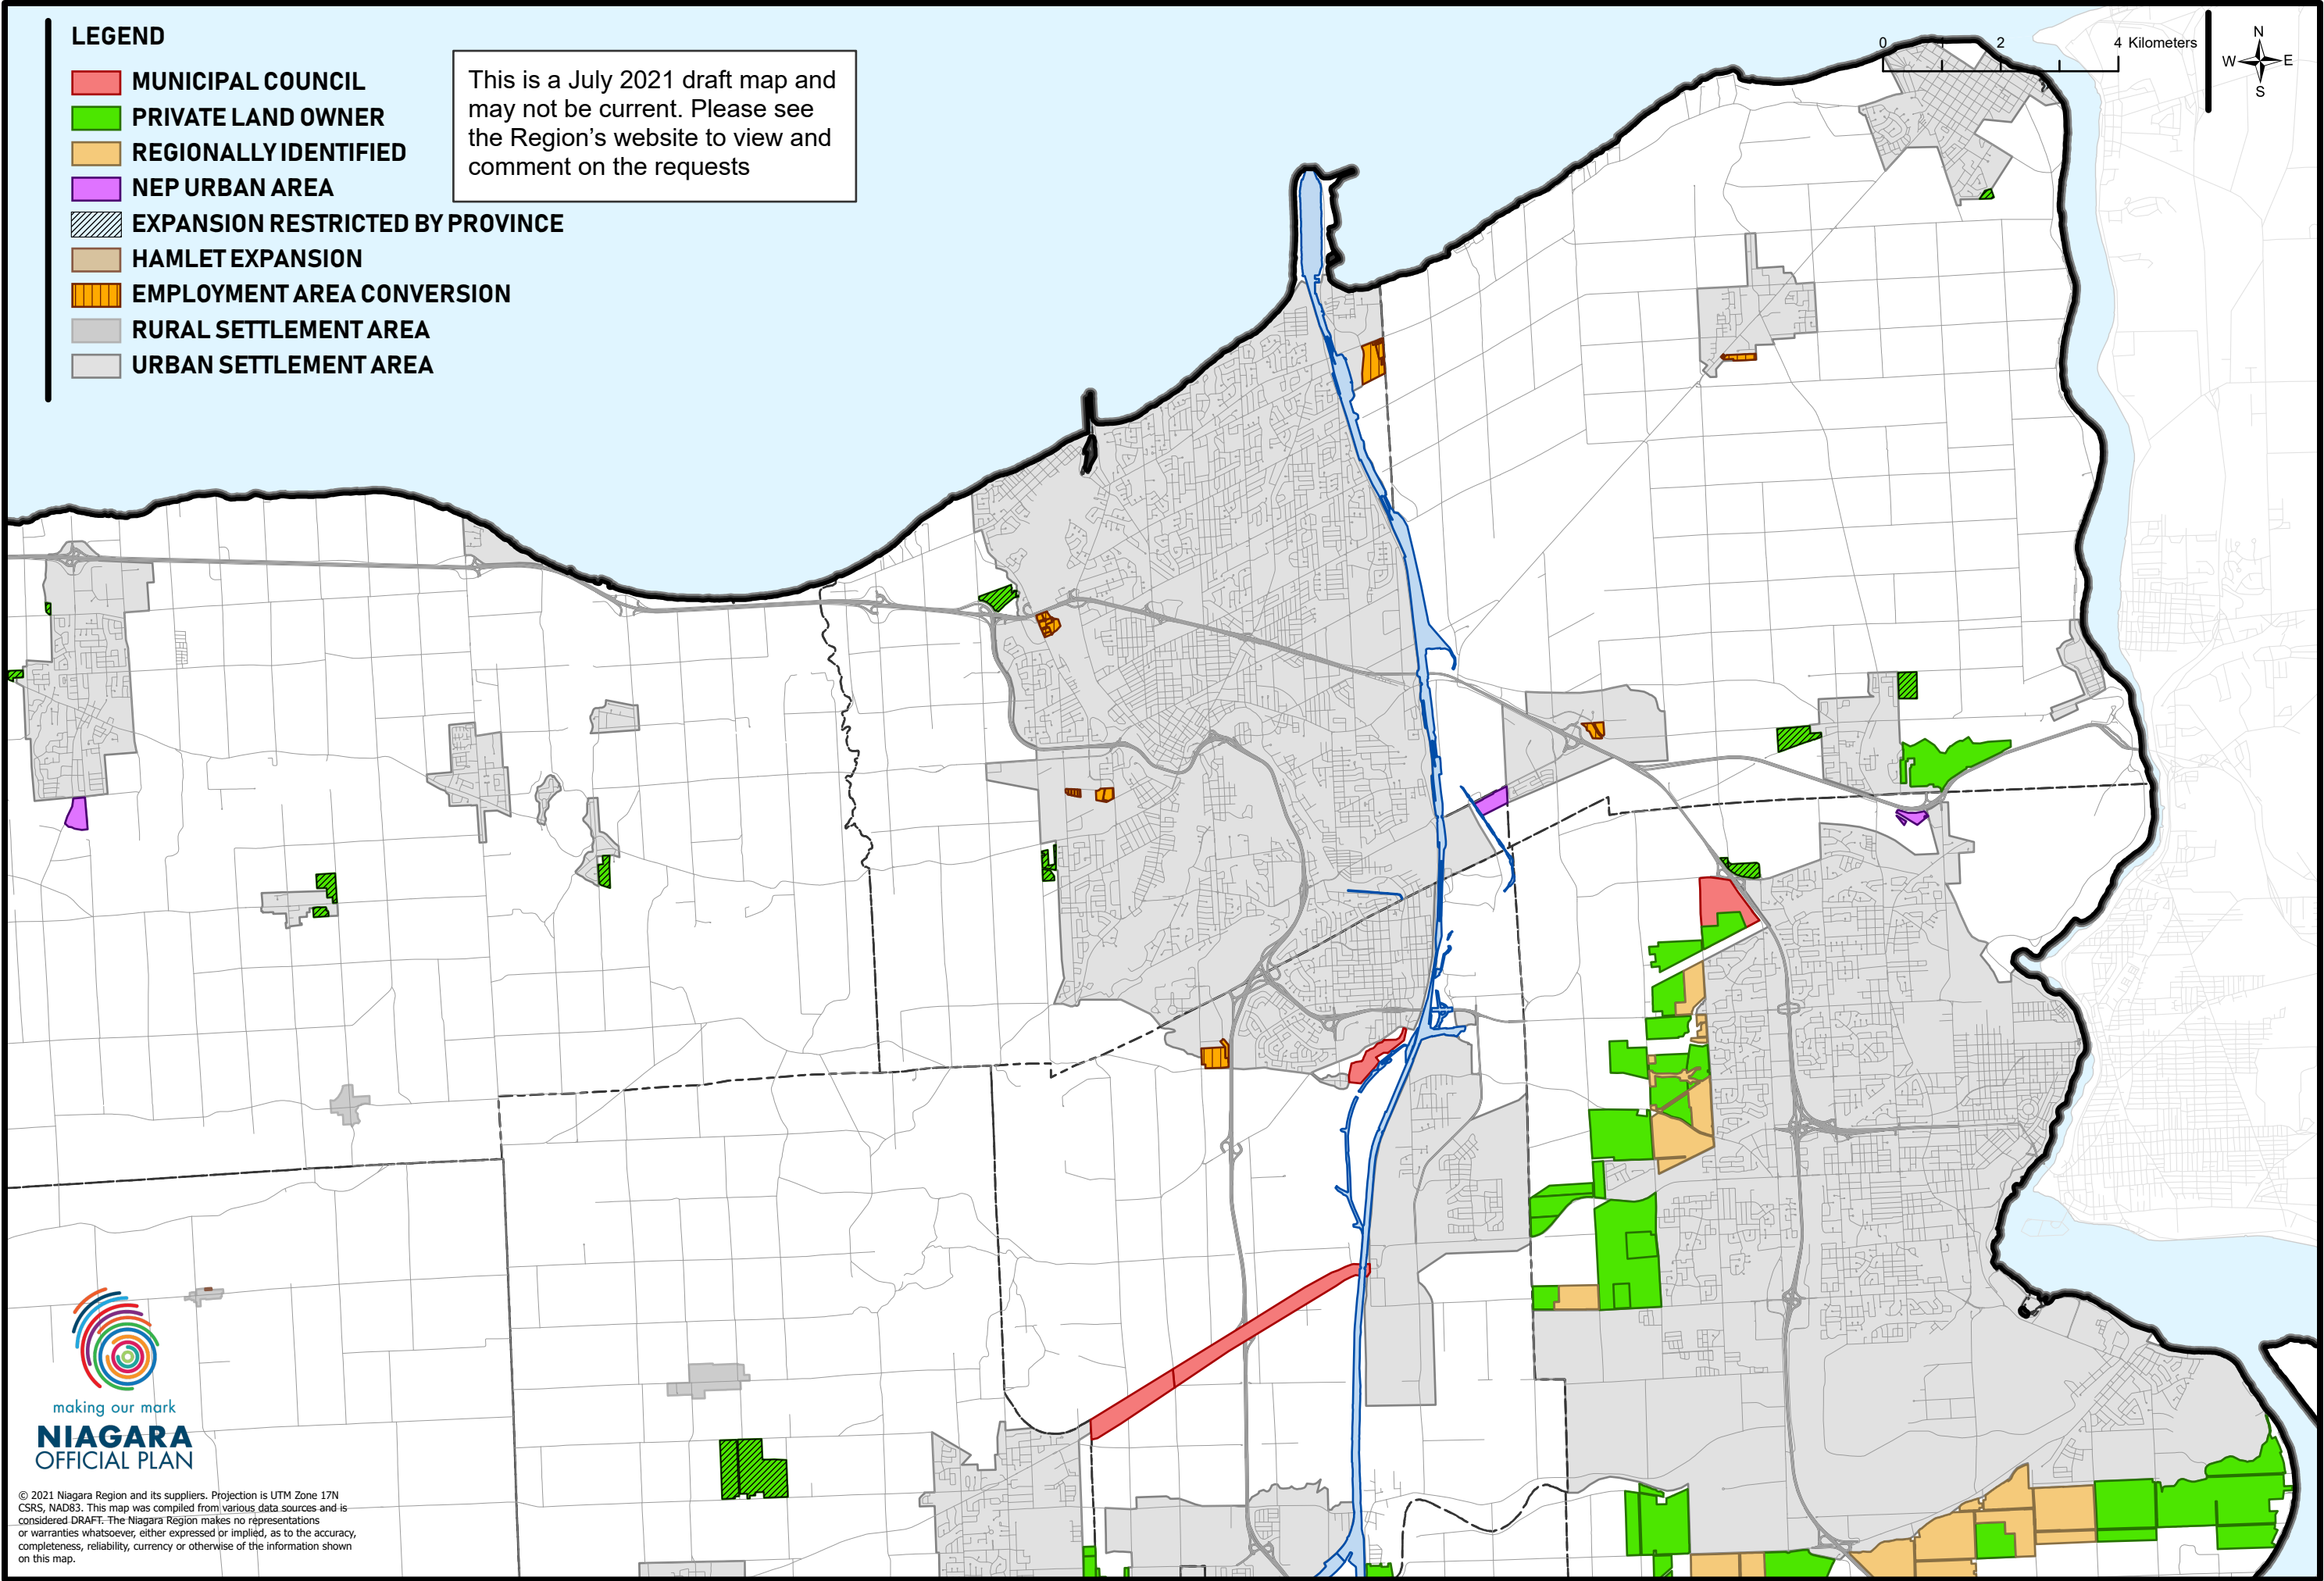 LEGEND
MUNICIPAL COUNCIL
PRIVATE LAND OWNER
REGIONALLY IDENTIFIED
NEP URBAN AREA
EXPANSION RESTRICTED BY PROVINCE
HAMLET EXPANSION
EMPLOYMENT AREA CONVERSION
RURAL SETTLEMENT AREA
URBAN SETTLEMENT AREA
This is a July 2021 draft map and
may not be current. Please see
the Region's website to view and
comment on the requests
0 2 4 Kilometers
N
W E
S
making our mark
NIAGARA
OFFICIAL PLAN
© 2021 Niagara Region and its suppliers. Projection is UTM Zone 17N
CSRS, NAD83. This map was compiled from various data sources and is
considered DRAFT. The Niagara Region makes no representations
or warranties whatsoever, either expressed or implied, as to the accuracy,
completeness, reliability, currency or otherwise of the information shown
on this map.